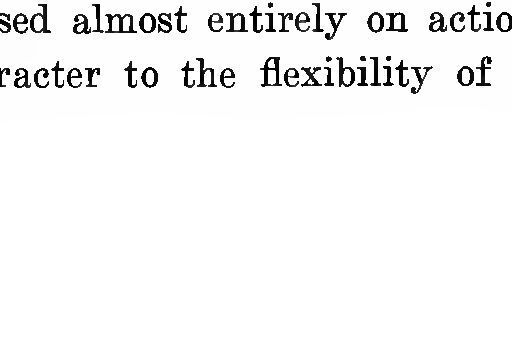 sed almost entirely on actio
racter to the flexibility of